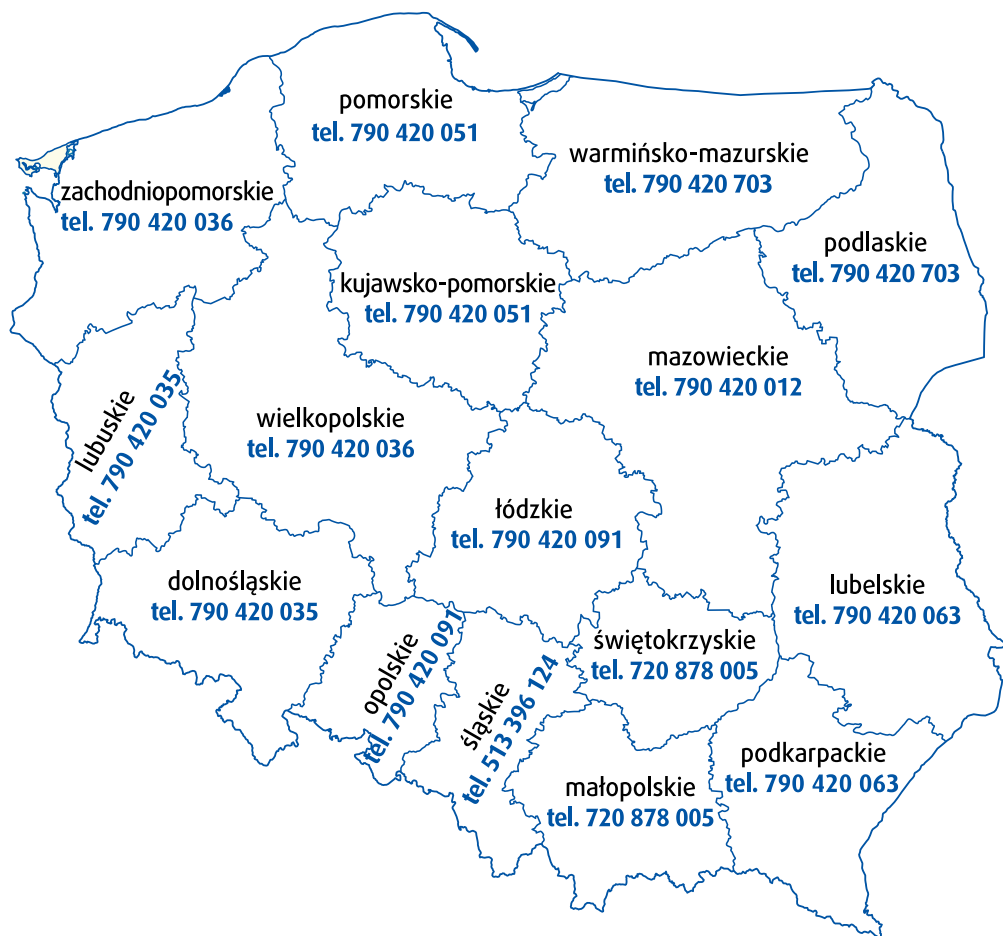 pomorskie
tel. 790 420 051
warmińsko-mazurskie
tel. 790 420 703
zachodniopomorskie
tel. 790 420 036
podlaskie
tel. 790 420 703
kujawsko-pomorskie
tel. 790 420 051
mazowieckie
tel. 790 420 012
lubuskie
tel. 790 420 035
wielkopolskie
tel. 790 420 036
łódzkie
tel. 790 420 091
dolnośląskie
tel. 790 420 035
lubelskie
tel. 790 420 063
opolskie
tel. 790 420 091
śląskie
tel. 513 396 124
świętokrzyskie
tel. 720 878 005
małopolskie
tel. 720 878 005
podkarpackie
tel. 790 420 063